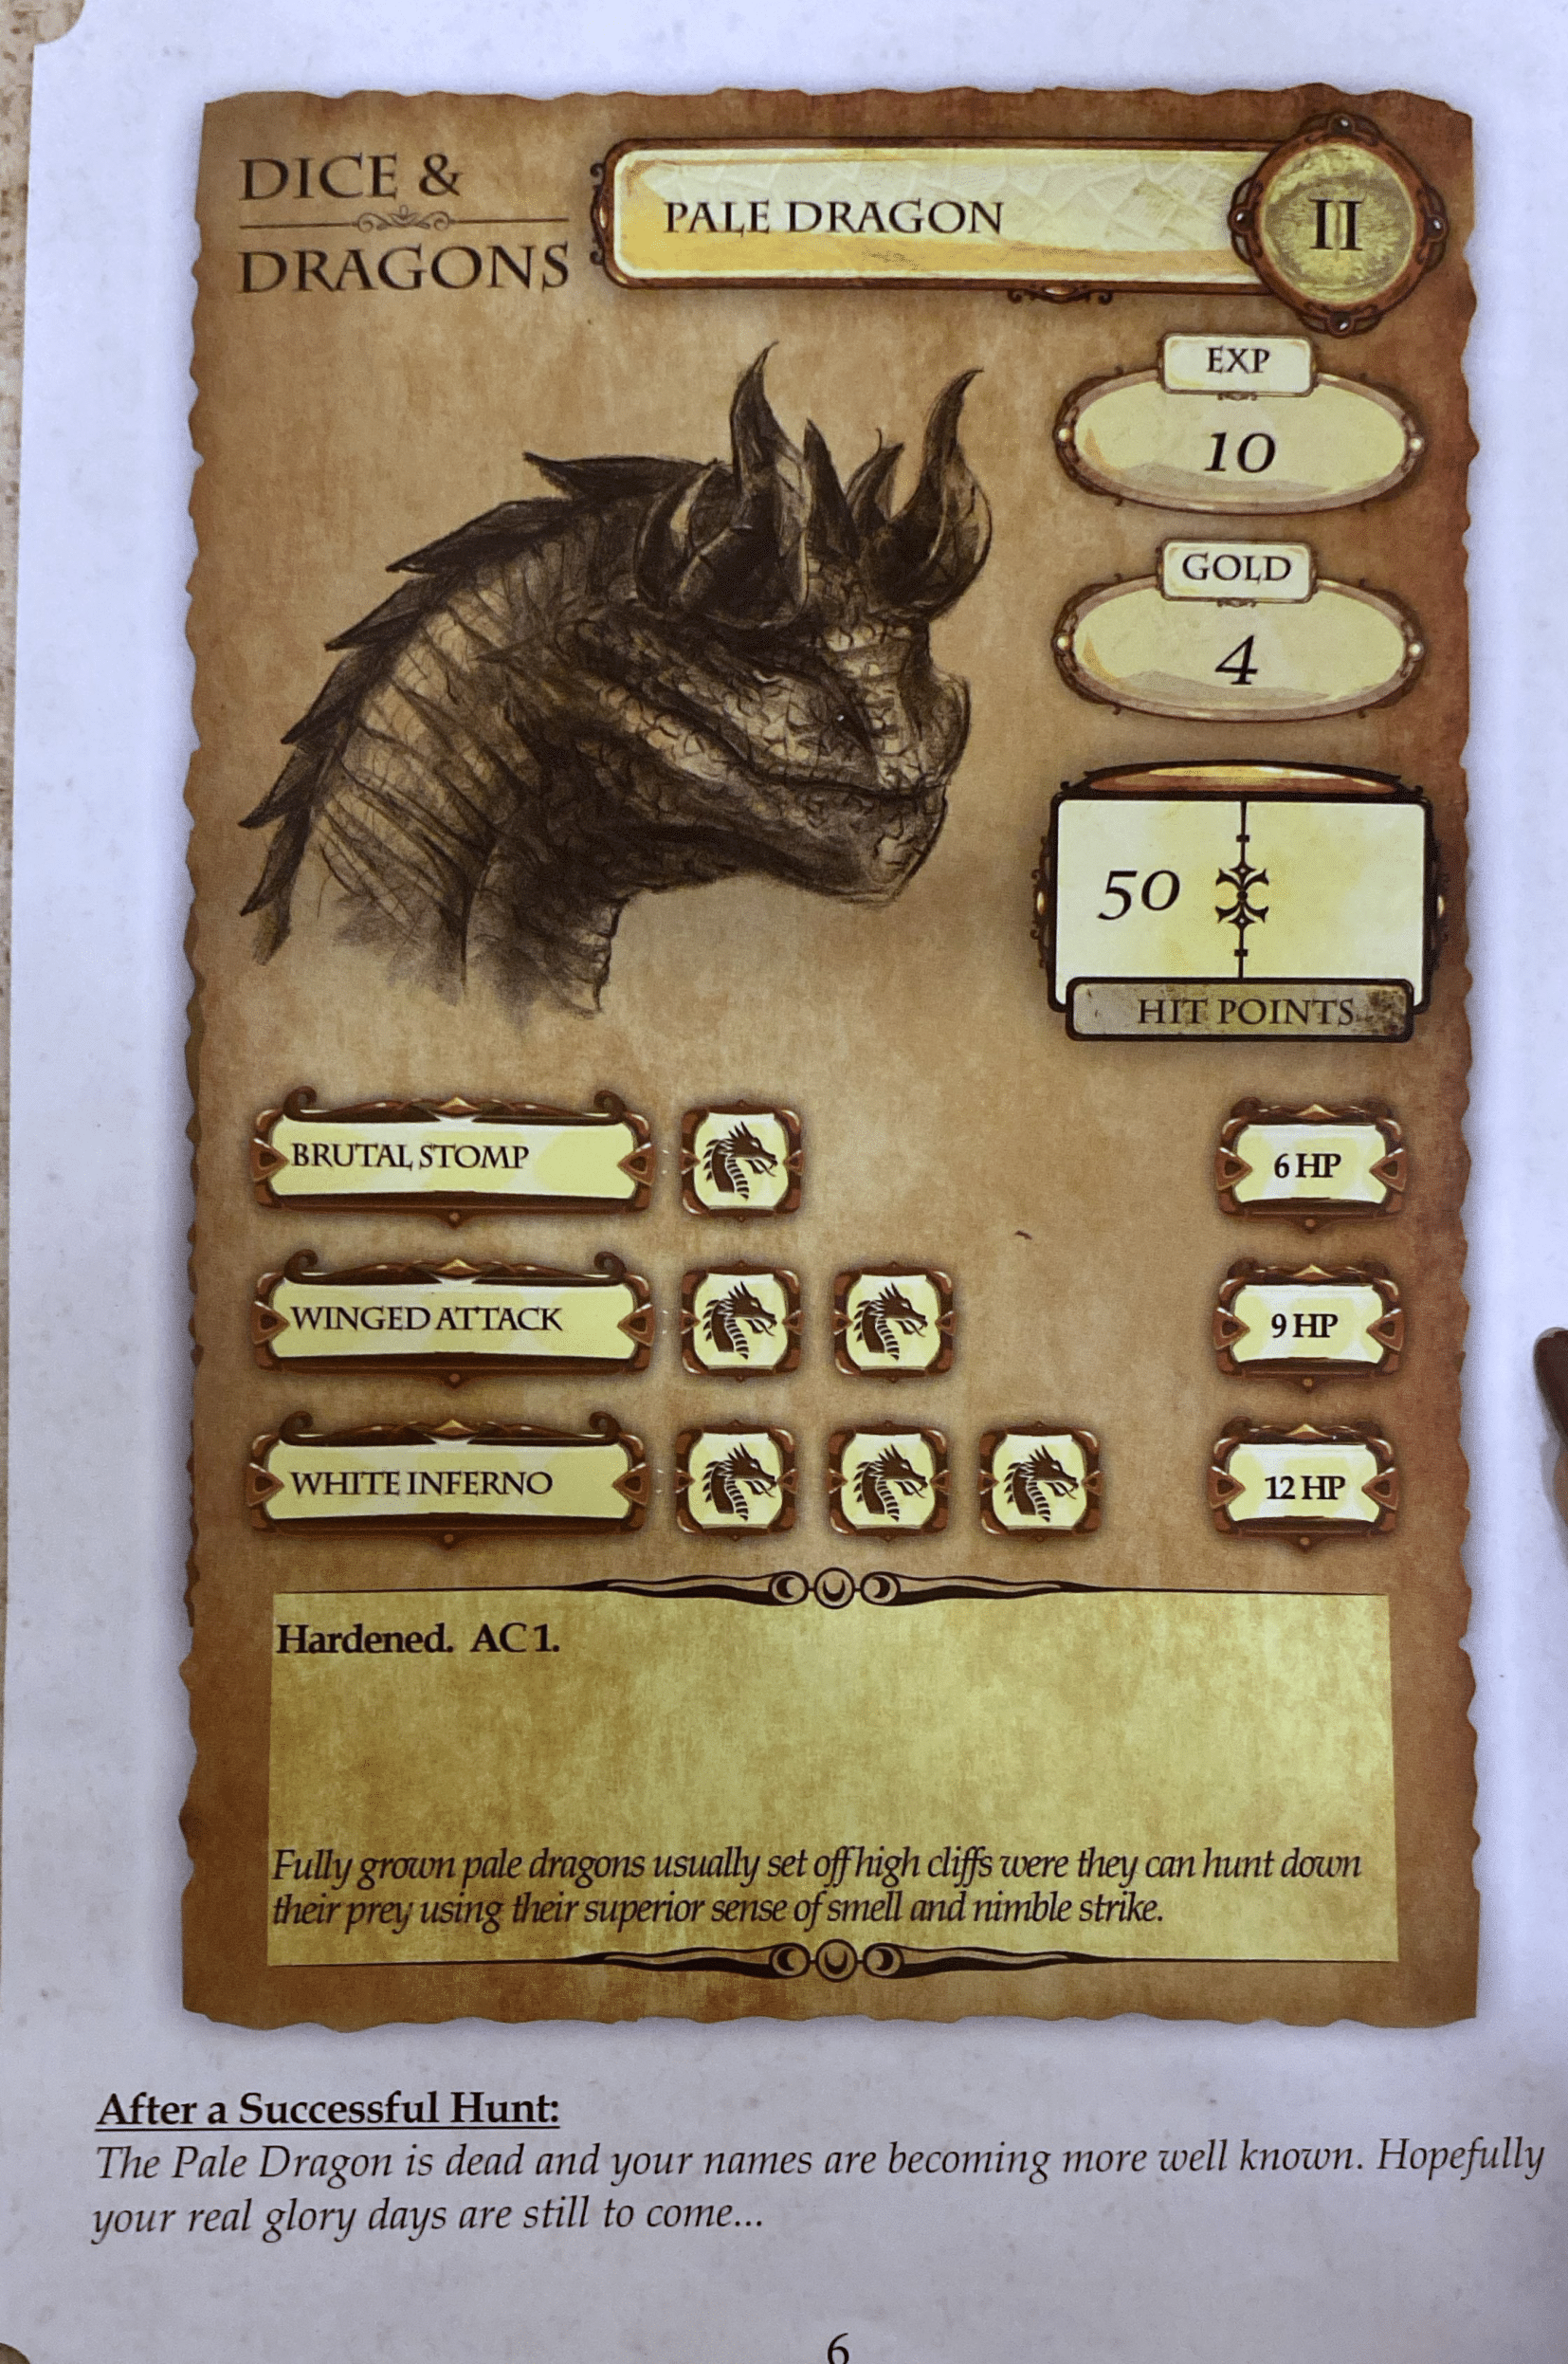 DICE &
DRAGONS
PALE DRAGON
II
EXP
10
GOLD
4
50
HIT POINTS
BRUTAL STOMP
6 HP
WINGED ATTACK
9 HP
WHITE INFERNO
12 HP
Hardened. AC 1.
Fully grown pale dragons usually set off high cliffs were they can hunt down
their prey using their superior sense of smell and nimble strike.
After a Successful Hunt:
The Pale Dragon is dead and your names are becoming more well known. Hopefully
your real glory days are still to come...
6